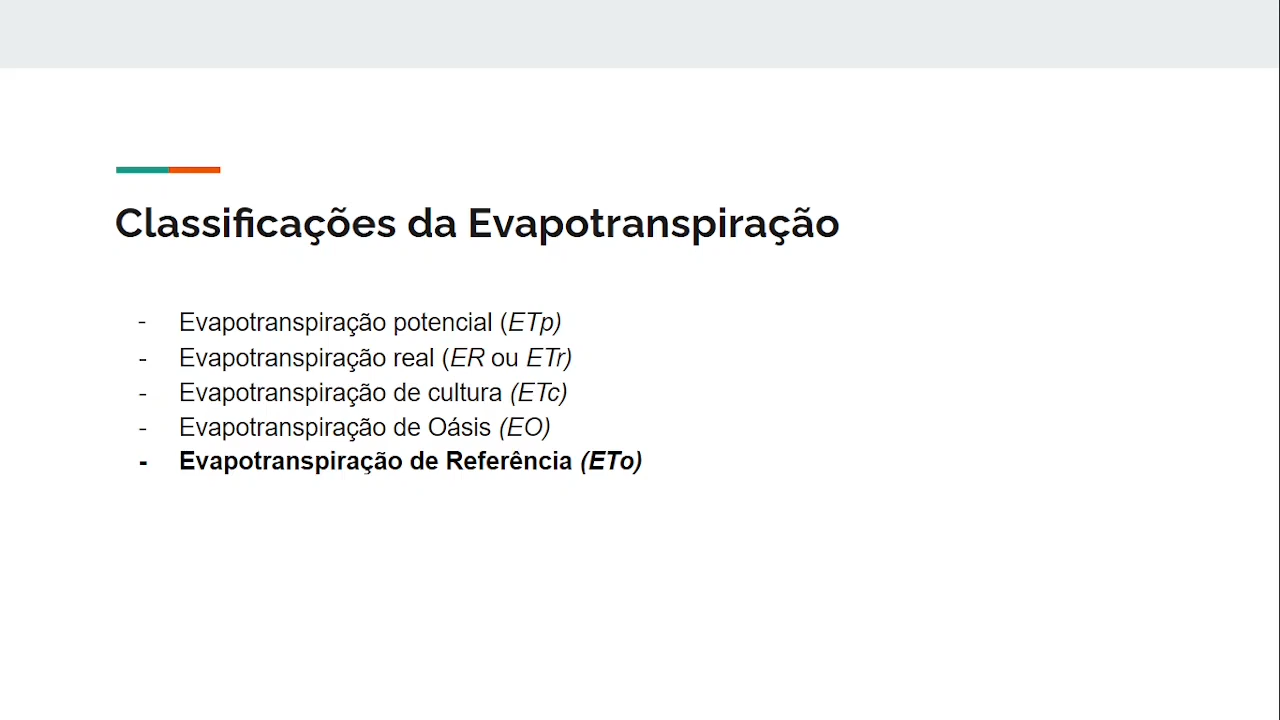 Classificações da Evapotranspiração
- Evapotranspiração potencial (ETp)
- Evapotranspiração real (ER ou ETr)
- Evapotranspiração de cultura (ETc)
- Evapotranspiração de Oásis (EO)
- Evapotranspiração de Referência (ETo)